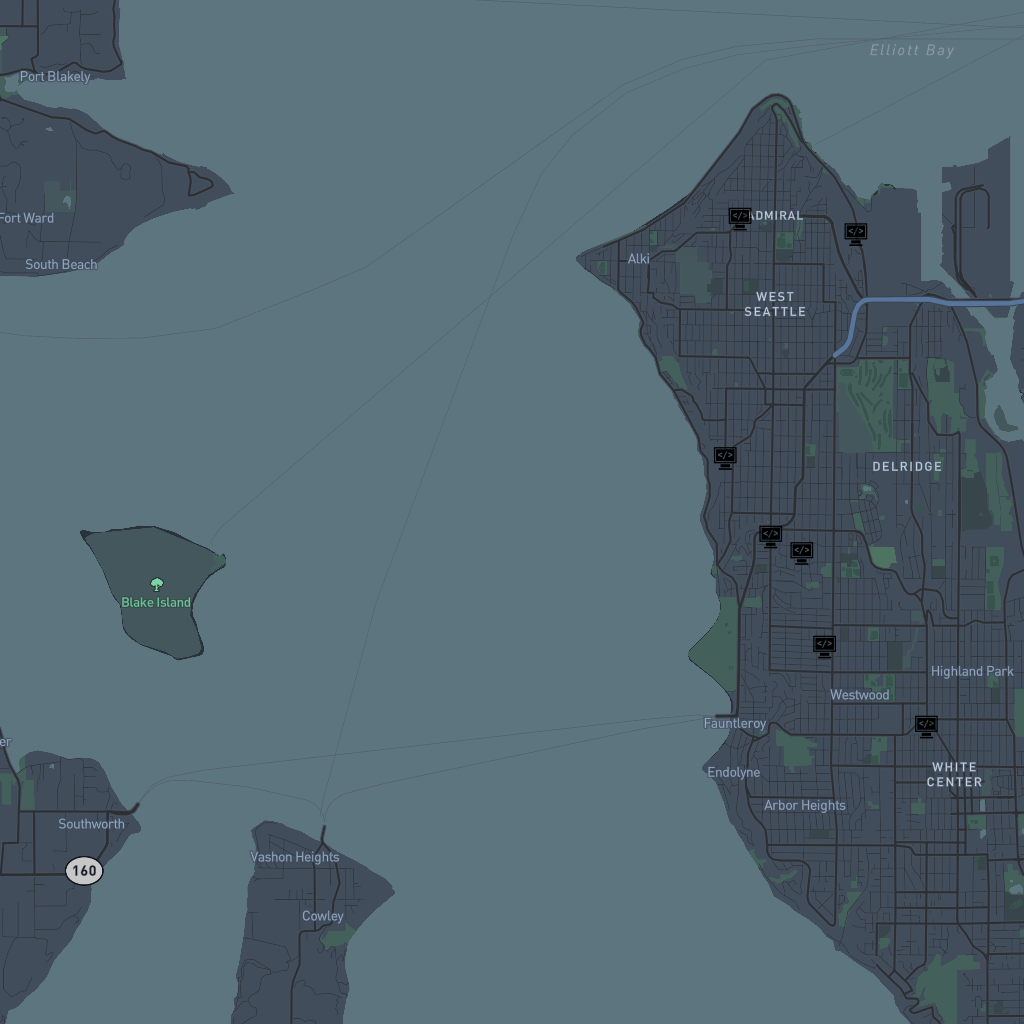 Elliott Bay
Port Blakely
ADMIRAL
Fort Ward
South Beach
Alki
WEST
SEATTLE
DELRIDGE
Blake Island
Highland Park
Westwood
Fauntleroy
er
WHITE
CENTER
Endolyne
Arbor Heights
Southworth
Vashon Heights
160
Cowley